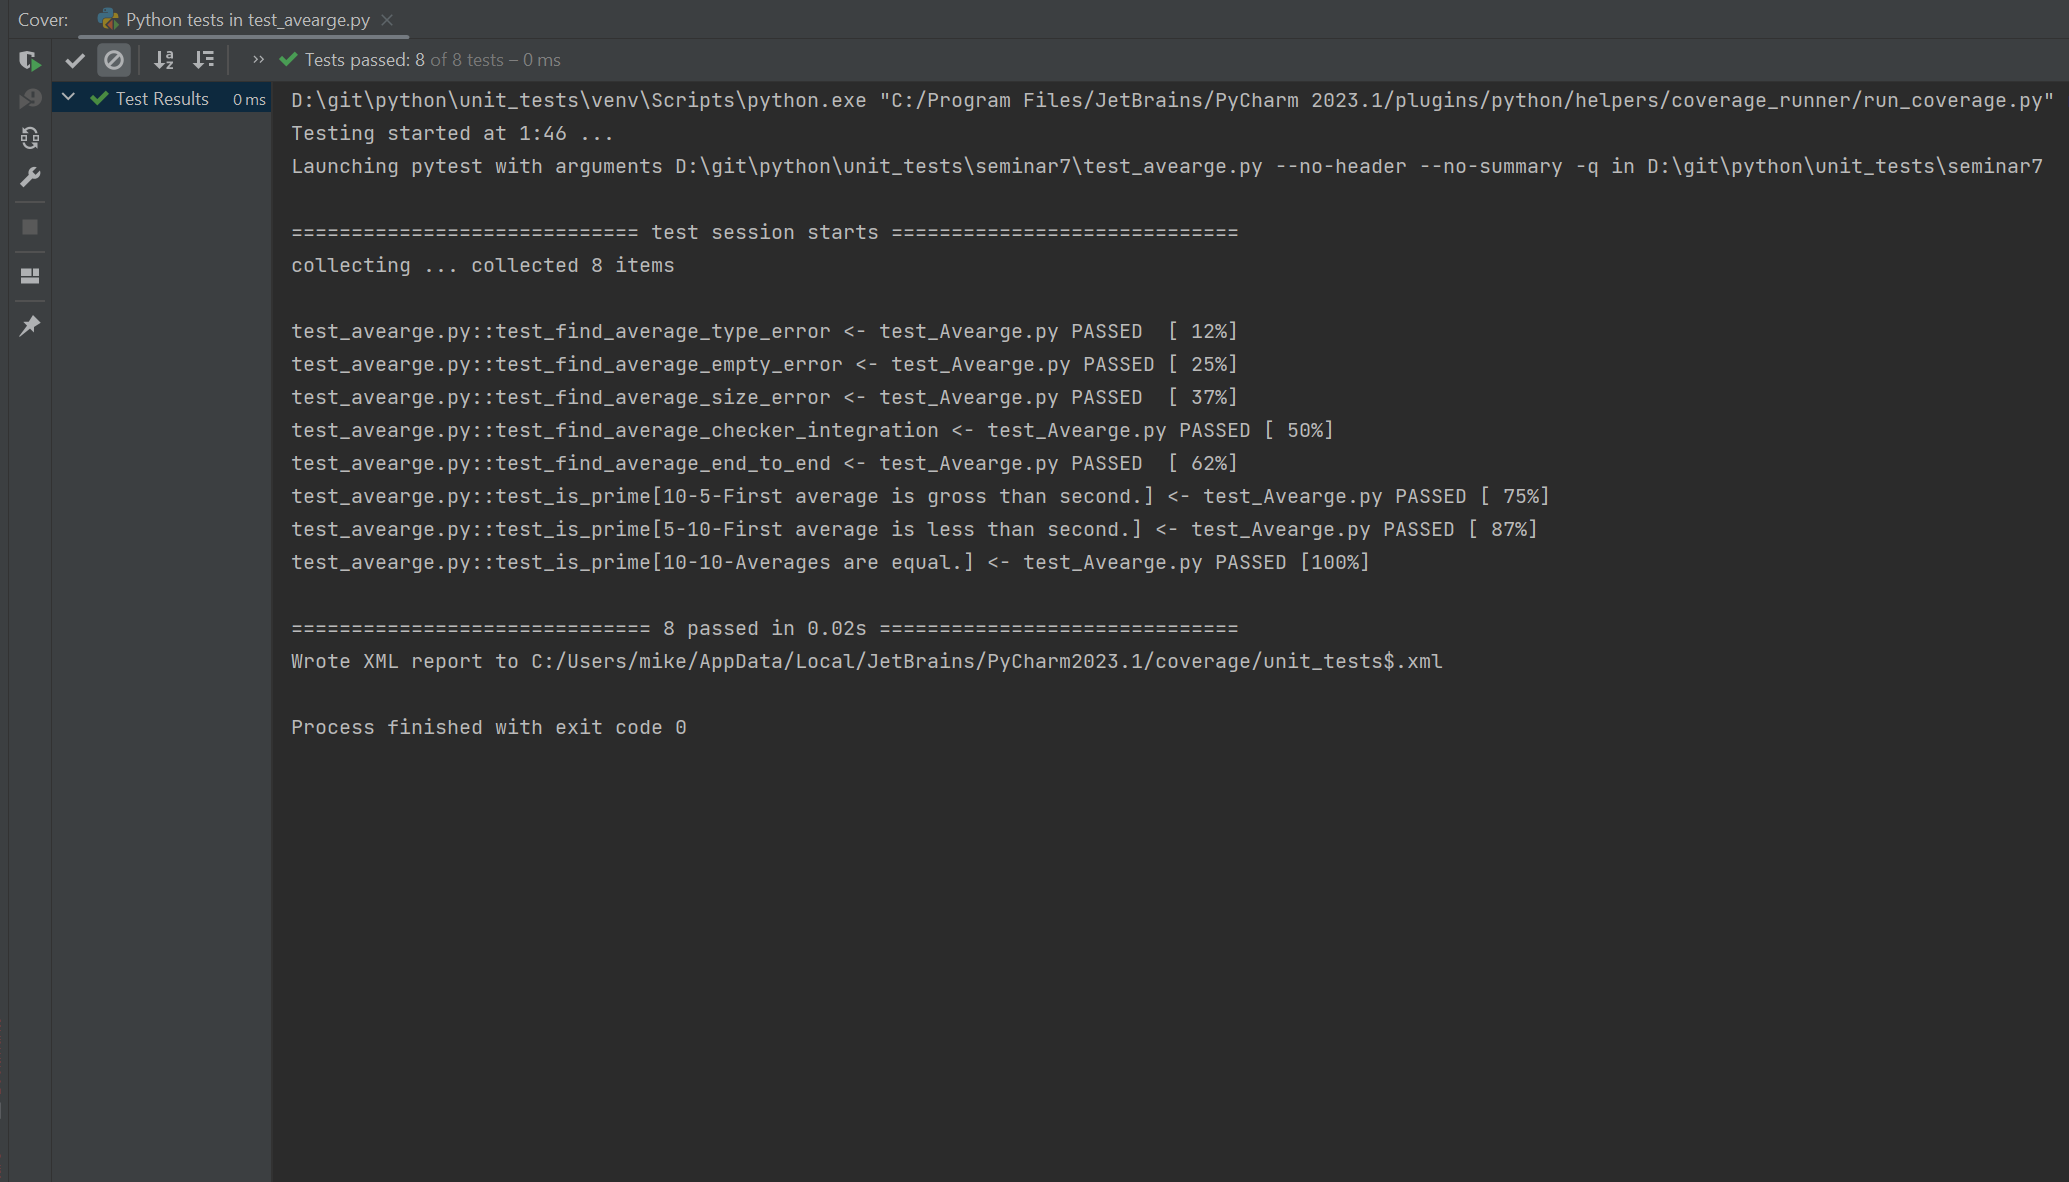 Cover: Python tests in test_avearge.py
Tests passed: 8 of 8 tests – 0 ms
Test Results 0 ms
D:\git\python\unit_tests\venv\Scripts\python.exe "C:/Program Files/JetBrains/PyCharm 2023.1/plugins/python/helpers/coverage_runner/run_coverage.py"
Testing started at 1:46 ...
Launching pytest with arguments D:\git\python\unit_tests\seminar7\test_avearge.py --no-header --no-summary -q in D:\git\python\unit_tests\seminar7
============================= test session starts =============================
collecting ... collected 8 items
test_avearge.py::test_find_average_type_error <- test_Avearge.py PASSED  [ 12%]
test_avearge.py::test_find_average_empty_error <- test_Avearge.py PASSED [ 25%]
test_avearge.py::test_find_average_size_error <- test_Avearge.py PASSED  [ 37%]
test_avearge.py::test_find_average_checker_integration <- test_Avearge.py PASSED [ 50%]
test_avearge.py::test_find_average_end_to_end <- test_Avearge.py PASSED  [ 62%]
test_avearge.py::test_is_prime[10-5-First average is gross than second.] <- test_Avearge.py PASSED [ 75%]
test_avearge.py::test_is_prime[5-10-First average is less than second.] <- test_Avearge.py PASSED [ 87%]
test_avearge.py::test_is_prime[10-10-Averages are equal.] <- test_Avearge.py PASSED [100%]
============================== 8 passed in 0.02s ==============================
Wrote XML report to C:/Users/mike/AppData/Local/JetBrains/PyCharm2023.1/coverage/unit_tests$.xml
Process finished with exit code 0